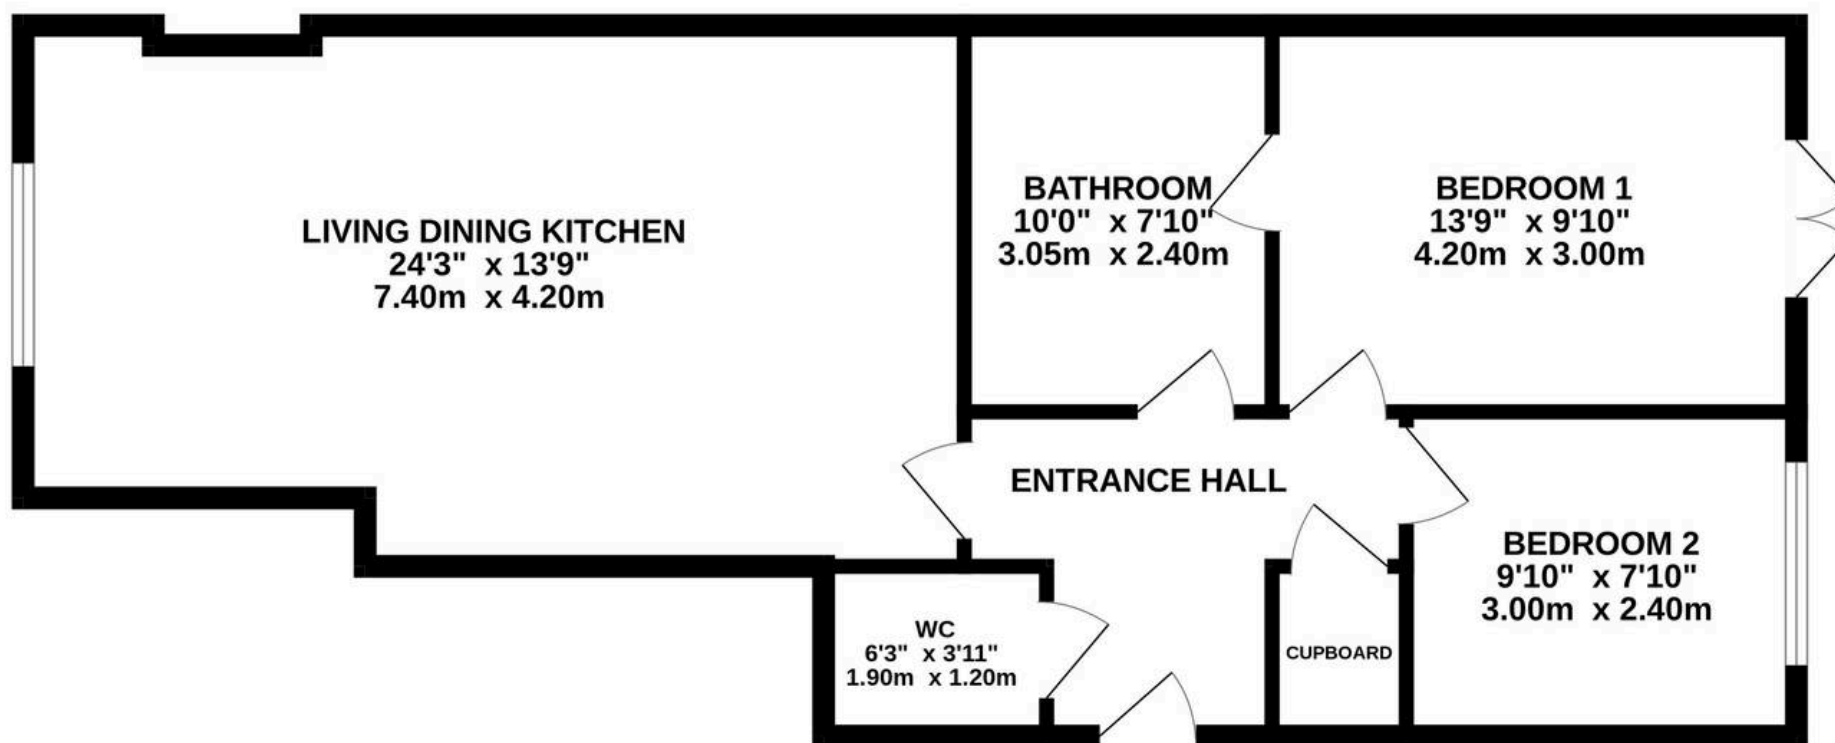 LIVING DINING KITCHEN
24'3" x 13'9"
7.40m x 4.20m
BATHROOM
10'0" x 7'10"
3.05m x 2.40m
BEDROOM 1
13'9" x 9'10"
4.20m x 3.00m
ENTRANCE HALL
BEDROOM 2
9'10" x 7'10"
3.00m x 2.40m
WC
6'3" x 3'11"
1.90m x 1.20m
CUPBOARD